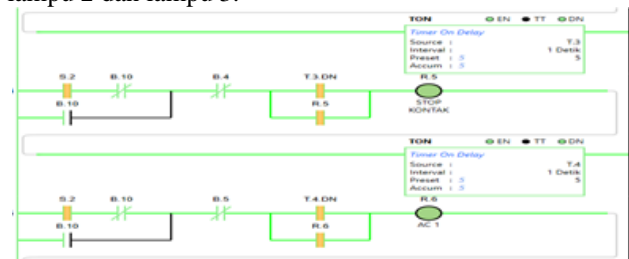 lampu 2 dan lampu 3.
TON EN TT DN
Timer On Delay
Source : T.3
Interval : 1 Detik
Preset : 5 5
Accum : 5
S.2 B.10 B.4 T.3.DN R.5
B.10 R.5 STOP
KONTAK
TON EN TT DN
Timer On Delay
Source : T.4
Interval : 1 Detik
Preset : 5 5
Accum : 5
S.2 B.10 B.5 T.4.DN R.6
B.10 R.6 AC 1